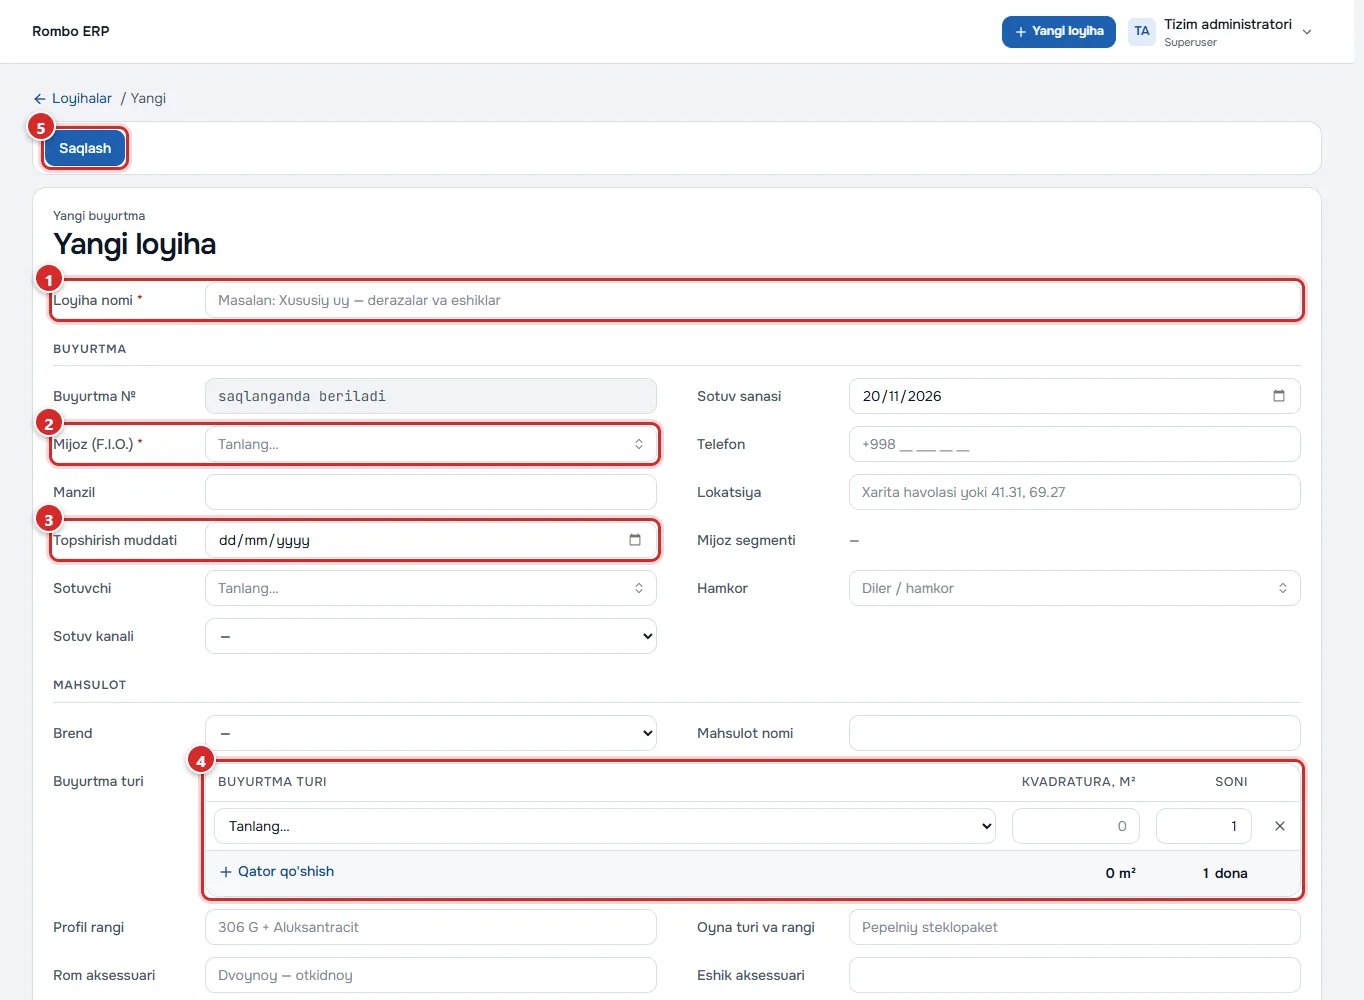 Rombo ERP
+ Yangi loyiha
TA
Tizim administratori
Superuser
← Loyihalar / Yangi
5
Saqlash
Yangi buyurtma
Yangi loyiha
1
Loyiha nomi *
Masalan: Xususiy uy — derazalar va eshiklar
BUYURTMA
Buyurtma №
saqlanganda beriladi
Sotuv sanasi
20/11/2026
2
Mijoz (F.I.O.) *
Tanlang...
Telefon
+998 __ ___ __ __
Manzil
Lokatsiya
Xarita havolasi yoki 41.31, 69.27
3
Topshirish muddati
dd/mm/yyyy
Mijoz segmenti
—
Sotuvchi
Tanlang...
Hamkor
Diler / hamkor
Sotuv kanali
—
MAHSULOT
Brend
—
Mahsulot nomi
4
Buyurtma turi
BUYURTMA TURI
KVADRATURA, M²
SONI
Tanlang...
0
1
×
+ Qator qo'shish
0 m²
1 dona
Profil rangi
306 G + Aluksantracit
Oyna turi va rangi
Pepelniy steklopaket
Rom aksessuari
Dvoynoy — otkidnoy
Eshik aksessuari